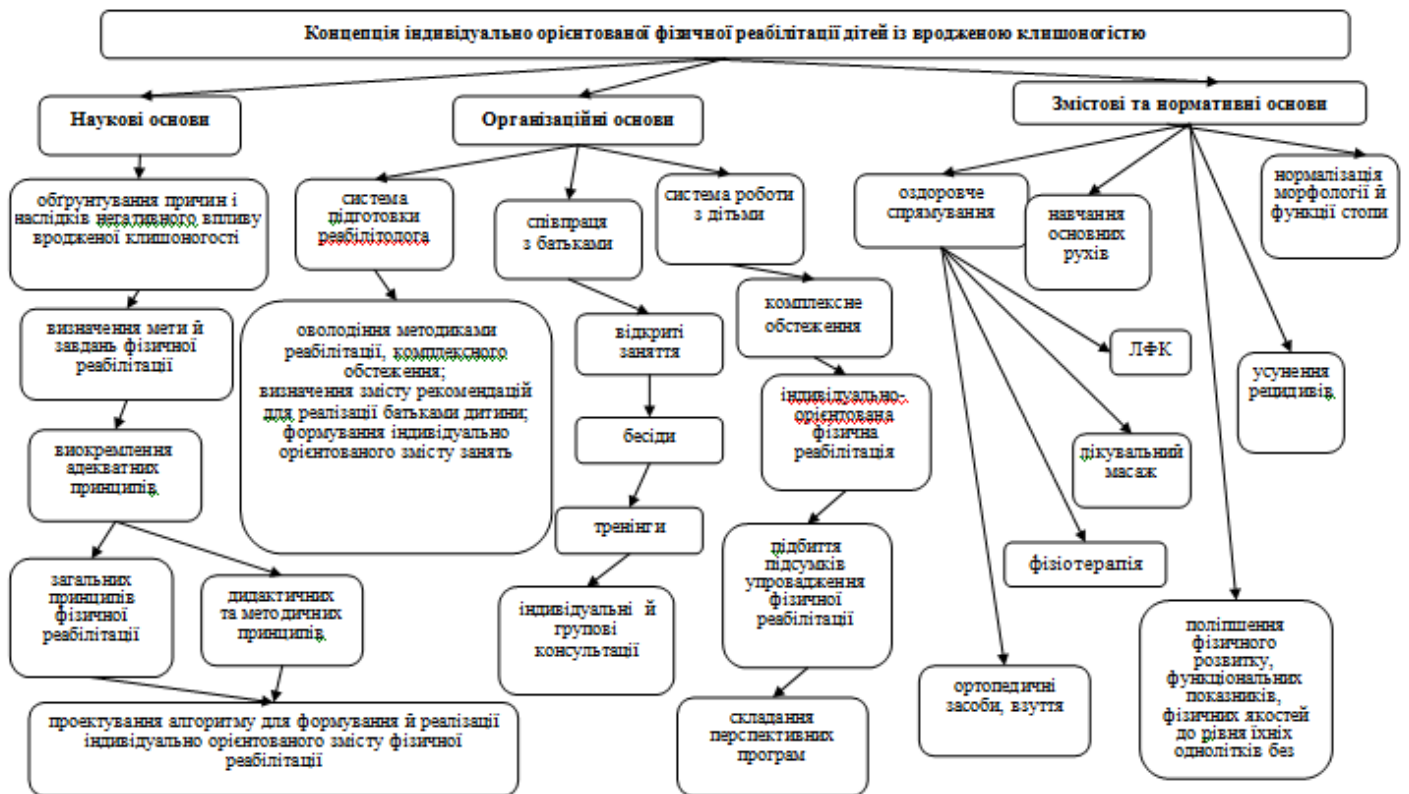 Концепція індивідуально орієнтованої фізичної реабілітації дітей із вродженою клишоногістю
Наукові основи
обґрунтування причин і
наслідків негативного впливу
вродженої клишоногості
визначення мети й
завдань фізичної
реабілітації
виокремлення
адекватних
принципів
загальних
принципів
фізичної
реабілітації
дидактичних
та методичних
принципів
проектування алгоритму для формування й реалізації
індивідуально орієнтованого змісту фізичної
реабілітації
Організаційні основи
система
підготовки
реабілітолога
оволодіння методиками
реабілітації, комплексного
обстеження;
визначення змісту рекомендацій
для реалізації батьками дитини;
формування індивідуально
орієнтованого змісту занять
співпраця
з батьками
відкриті
заняття
бесіди
тренінги
індивідуальні й
групові
консультації
система роботи
з дітьми
комплексне
обстеження
індивідуально-
орієнтована
фізична
реабілітація
підбиття
підсумків
упровадження
фізичної
реабілітації
складання
перспективних
програм
Змістові та нормативні основи
оздоровче
спрямування
ЛФК
лікувальний
масаж
фізіотерапія
ортопедичні
засоби, взуття
навчання
основних
рухів
нормалізація
морфології й
функції стопи
усунення
рецидивів
поліпшення
фізичного
розвитку,
функціональних
показників,
фізичних якостей
до рівня їхніх
однолітків без